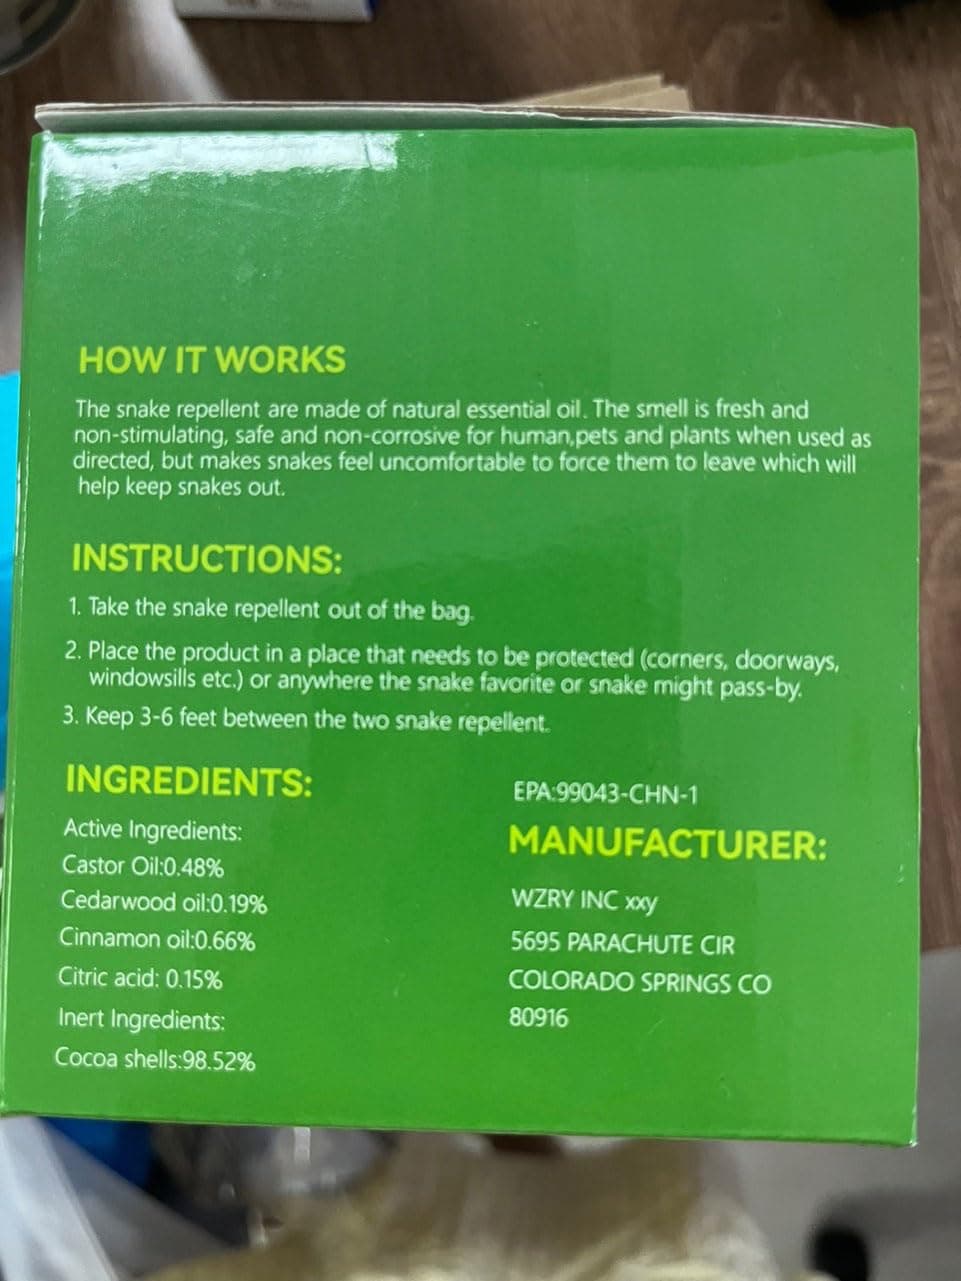 HOW IT WORKS
The snake repellent are made of natural essential oil. The smell is fresh and
non-stimulating, safe and non-corrosive for human,pets and plants when used as
directed, but makes snakes feel uncomfortable to force them to leave which will
help keep snakes out.
INSTRUCTIONS:
1. Take the snake repellent out of the bag.
2. Place the product in a place that needs to be protected (corners, doorways,
windowsills etc.) or anywhere the snake favorite or snake might pass-by.
3. Keep 3-6 feet between the two snake repellent.
INGREDIENTS:
Active Ingredients:
Castor Oil:0.48%
Cedarwood oil:0.19%
Cinnamon oil:0.66%
Citric acid: 0.15%
Inert Ingredients:
Cocoa shells:98.52%
EPA:99043-CHN-1
MANUFACTURER:
WZRY INC xxy
5695 PARACHUTE CIR
COLORADO SPRINGS CO
80916